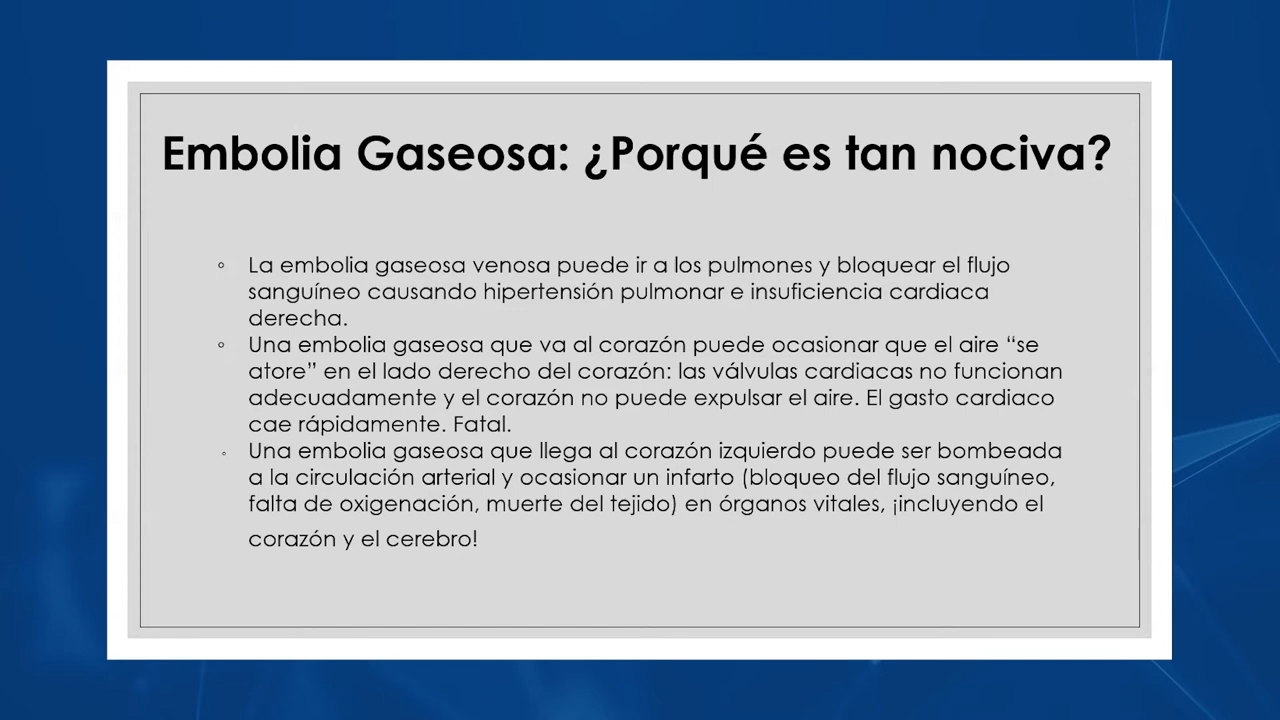 Embolia Gaseosa: ¿Porqué es tan nociva?
◦ La embolia gaseosa venosa puede ir a los pulmones y bloquear el flujo
sanguíneo causando hipertensión pulmonar e insuficiencia cardiaca
derecha.
◦ Una embolia gaseosa que va al corazón puede ocasionar que el aire “se
atore” en el lado derecho del corazón: las válvulas cardiacas no funcionan
adecuadamente y el corazón no puede expulsar el aire. El gasto cardiaco
cae rápidamente. Fatal.
◦ Una embolia gaseosa que llega al corazón izquierdo puede ser bombeada
a la circulación arterial y ocasionar un infarto (bloqueo del flujo sanguíneo,
falta de oxigenación, muerte del tejido) en órganos vitales, ¡incluyendo el
corazón y el cerebro!